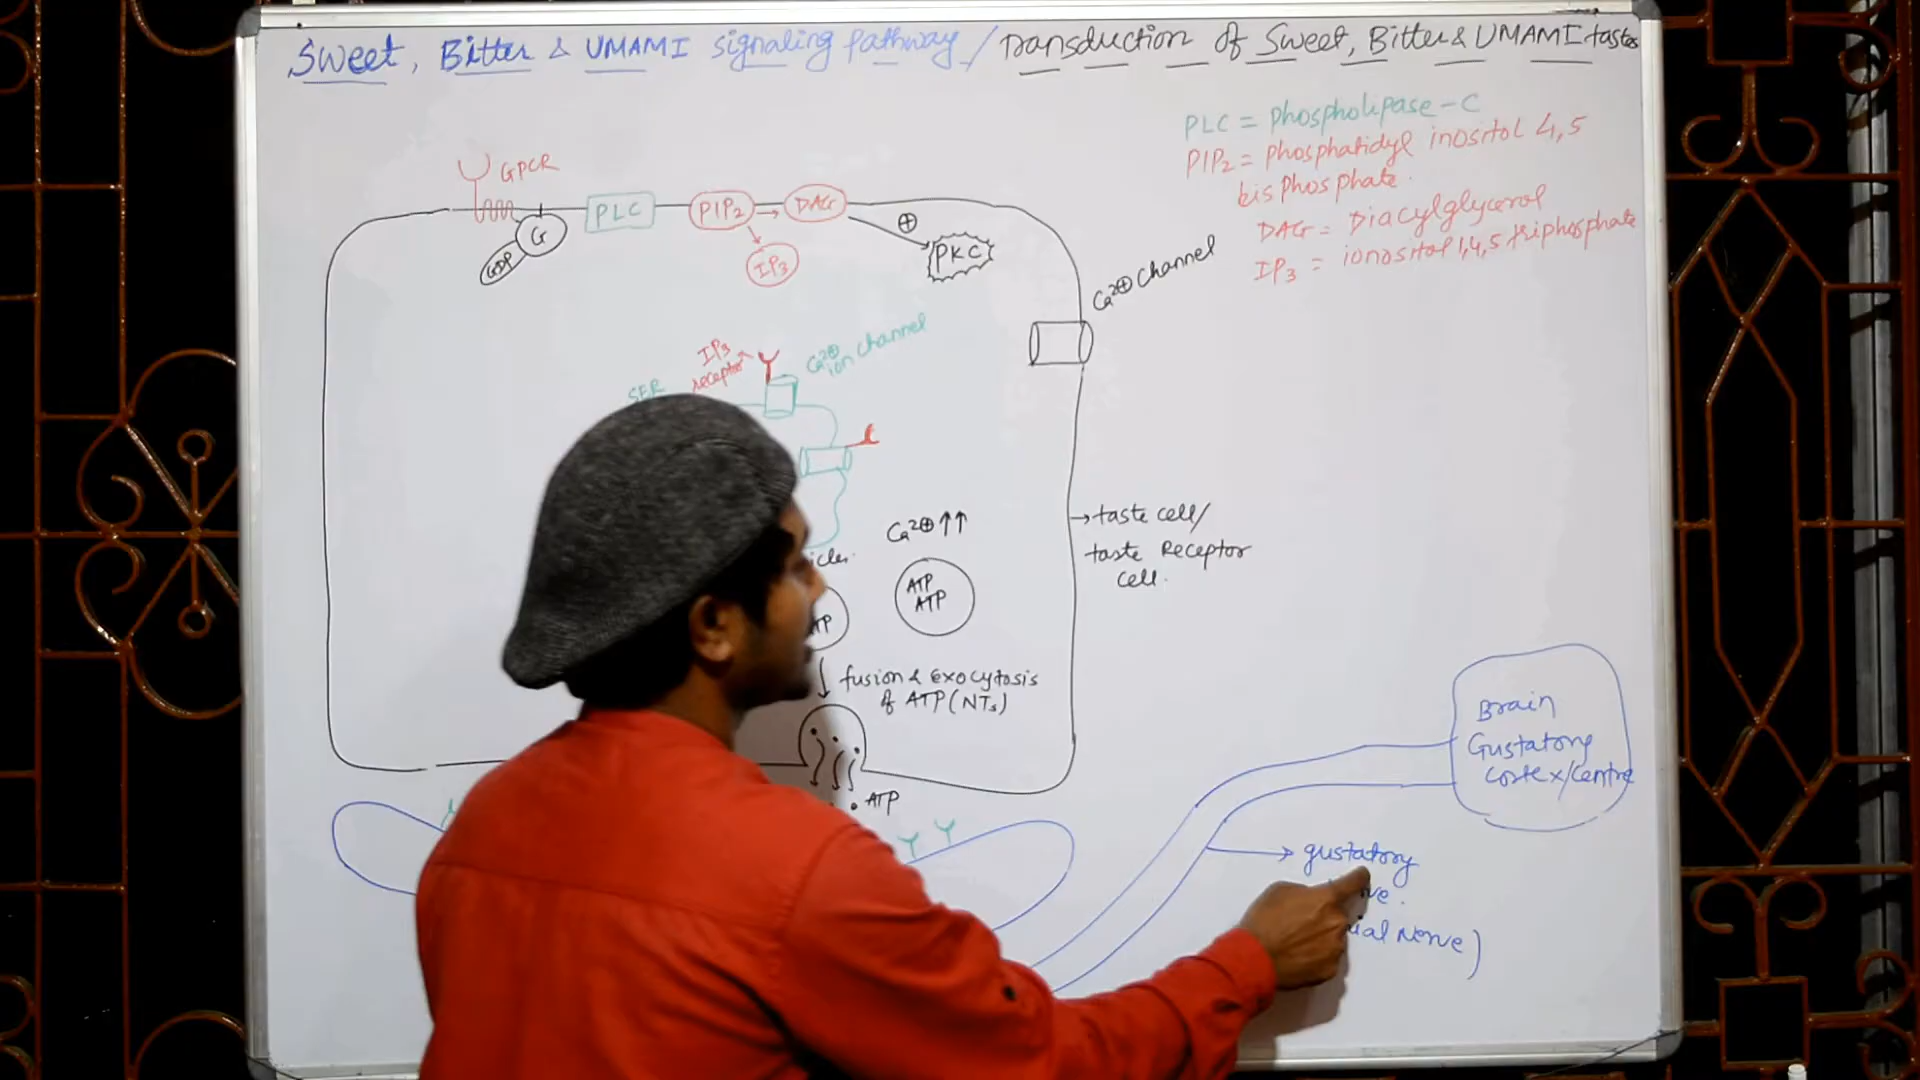 Sweet, Bitter & UMAMI signaling pathway / Transduction of Sweet, Bitter & UMAMI tastes
PLC = phospholipase-C
PIP2 = phosphatidyl inositol 4,5
bis phosphate.
DAG = Diacylglycerol
IP3 = ionositol 1,4,5 triphosphate
GPCR
PLC
PIP2
DAG
G
GDP
IP3
⊕
PKC
Ca2⊕ channel
IP3
receptor
Ca2⊕
ion channel
SER
Ca2⊕ ↑↑
→ taste cell/
taste Receptor
cell.
ATP
ATP
fusion & Exocytosis
of ATP (NTs)
ATP
Brain
Gustatory
cortex/centre
gustatory
Nerve)